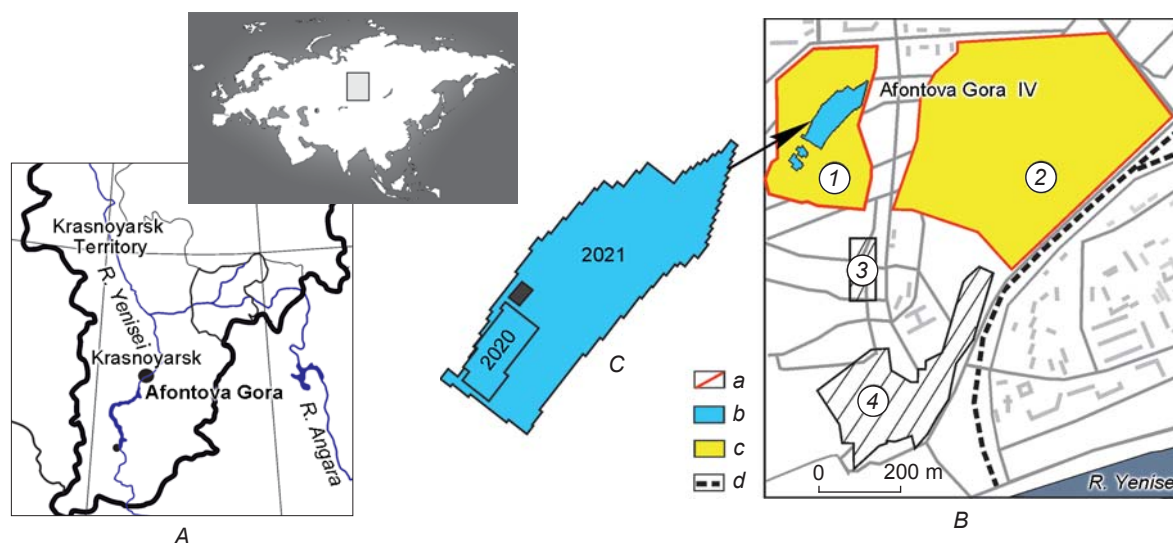 Krasnoyarsk
Territory
R. Yenisei
Krasnoyarsk
Afontova Gora
R. Angara
A
2021
2020
C
a
b
c
d
Afontova Gora IV
1
2
3
4
0 200 m
R. Yenise
B